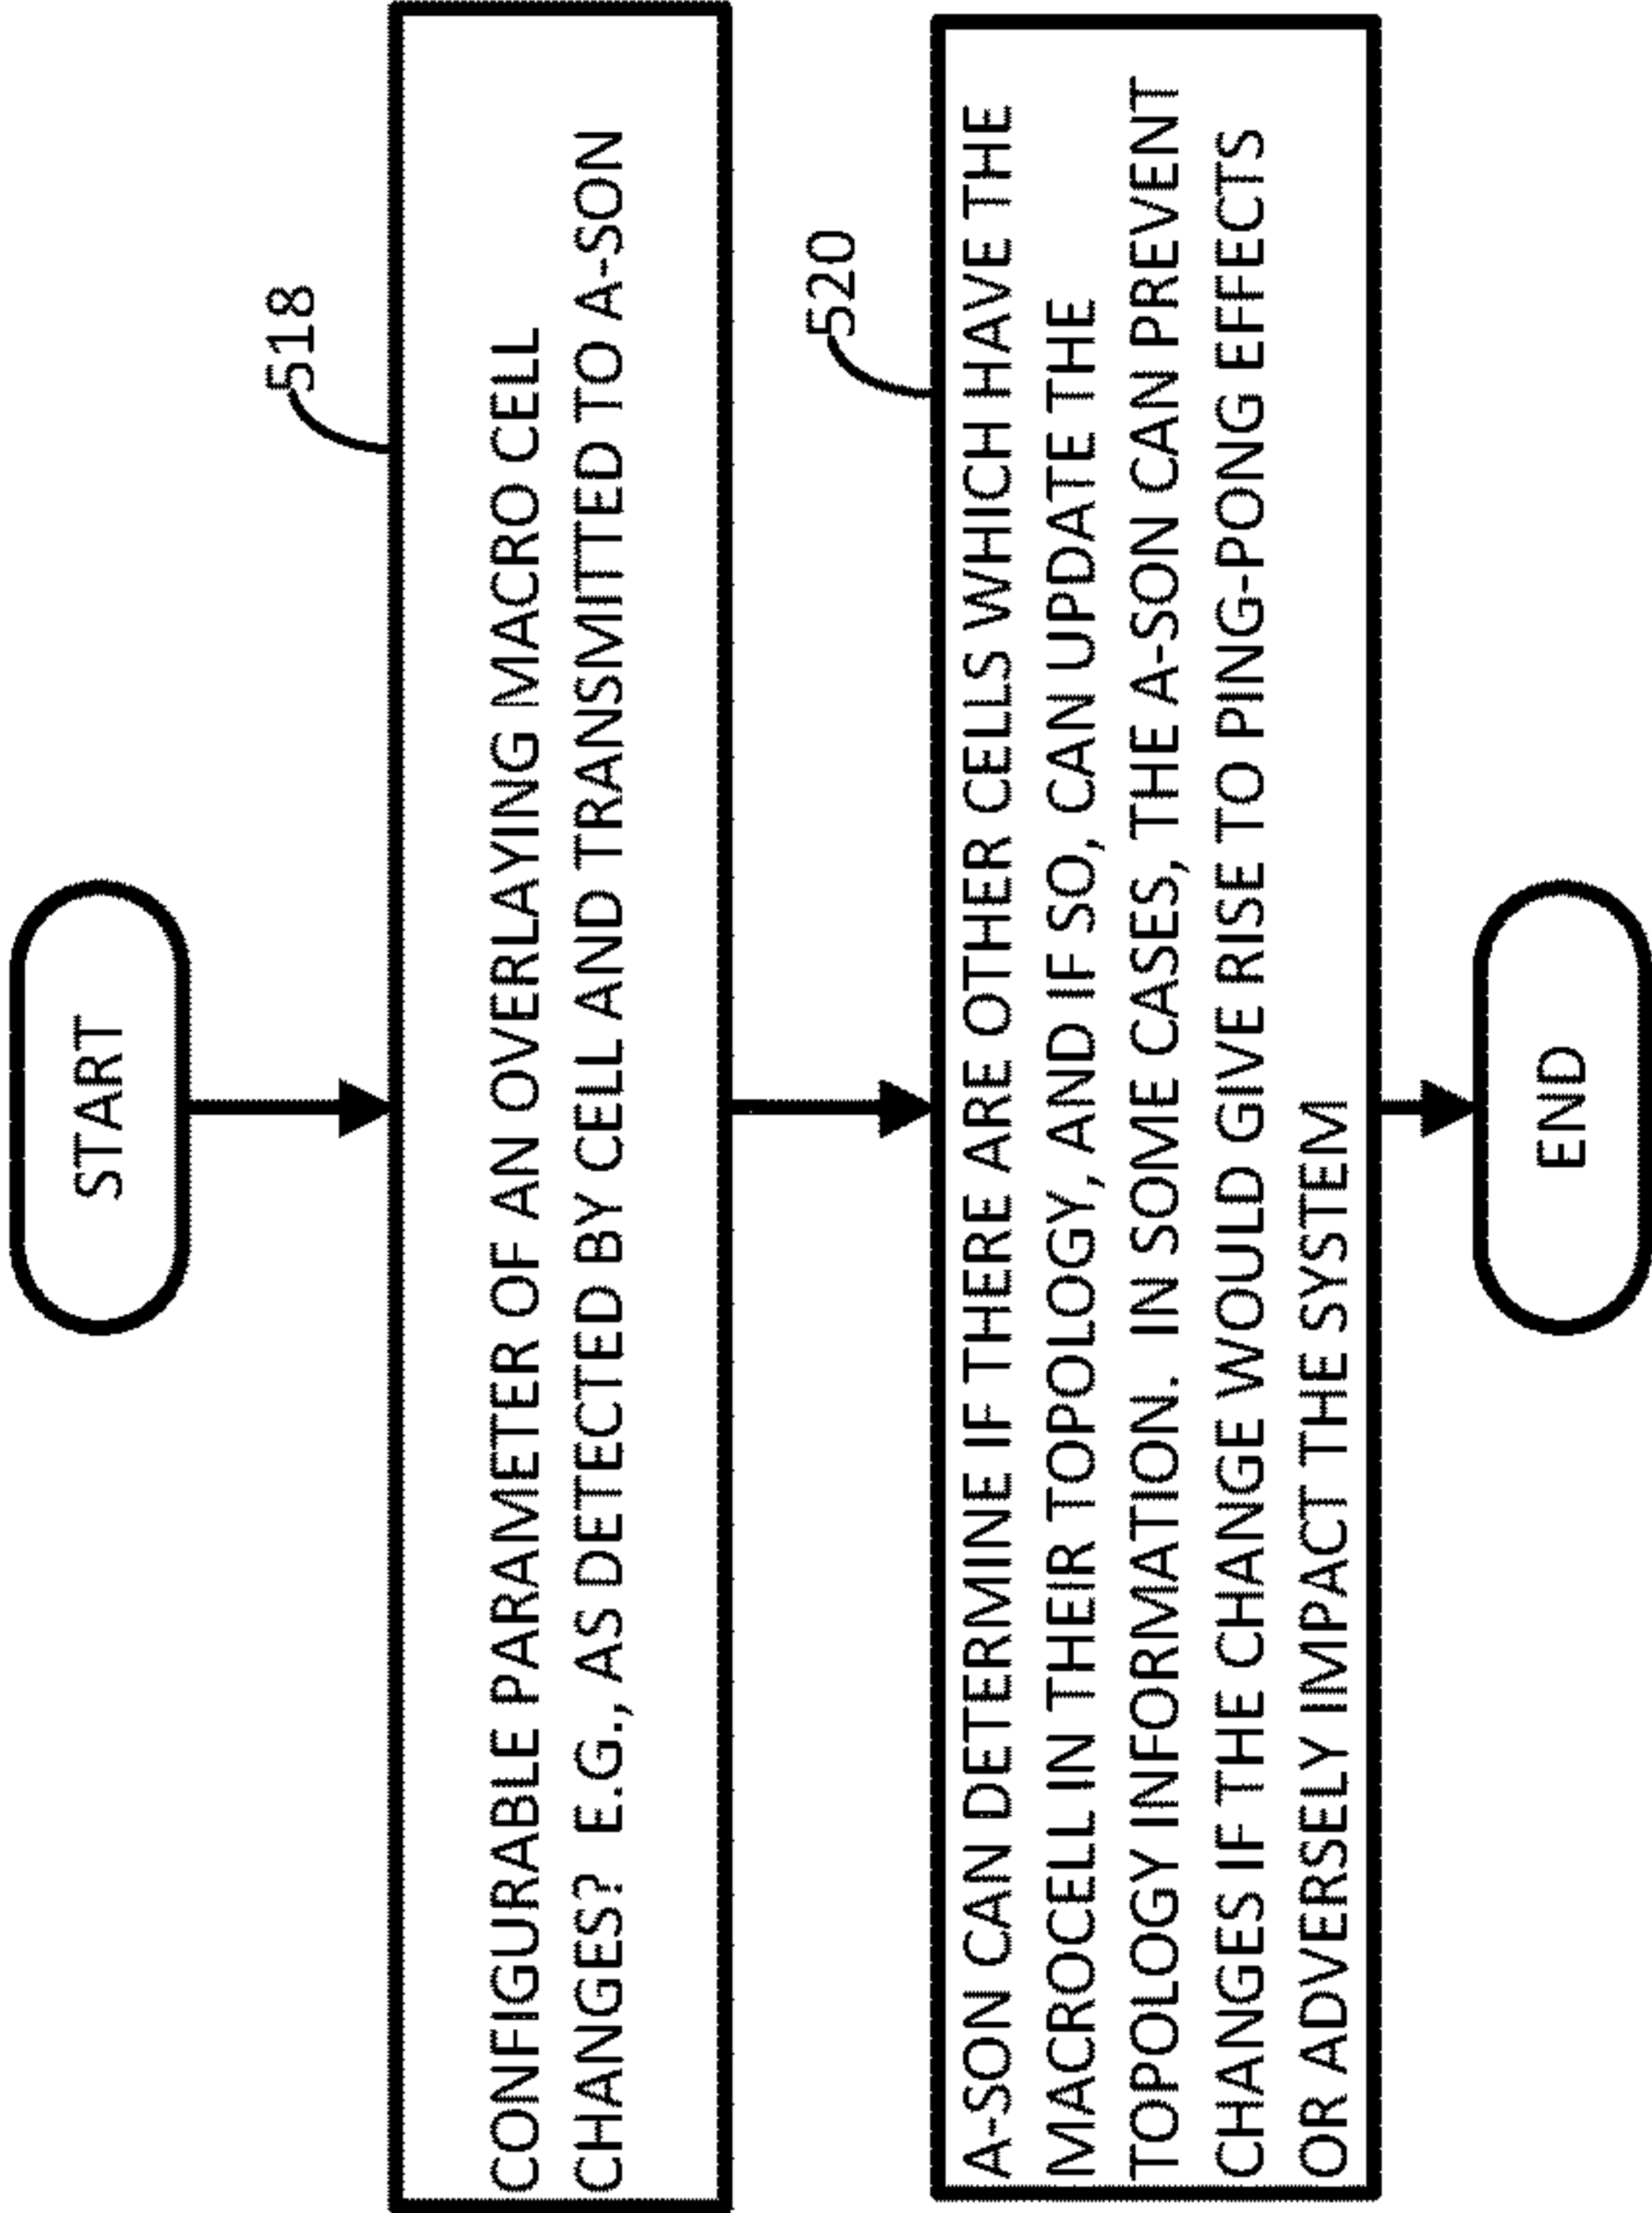 START
518
CONFIGURABLE PARAMETER OF AN OVERLAYING MACRO CELL
CHANGES? E.G., AS DETECTED BY CELL AND TRANSMITTED TO A-SON
520
A-SON CAN DETERMINE IF THERE ARE OTHER CELLS WHICH HAVE THE
MACROCELL IN THEIR TOPOLOGY, AND IF SO, CAN UPDATE THE
TOPOLOGY INFORMATION. IN SOME CASES, THE A-SON CAN PREVENT
CHANGES IF THE CHANGE WOULD GIVE RISE TO PING-PONG EFFECTS
OR ADVERSELY IMPACT THE SYSTEM
END